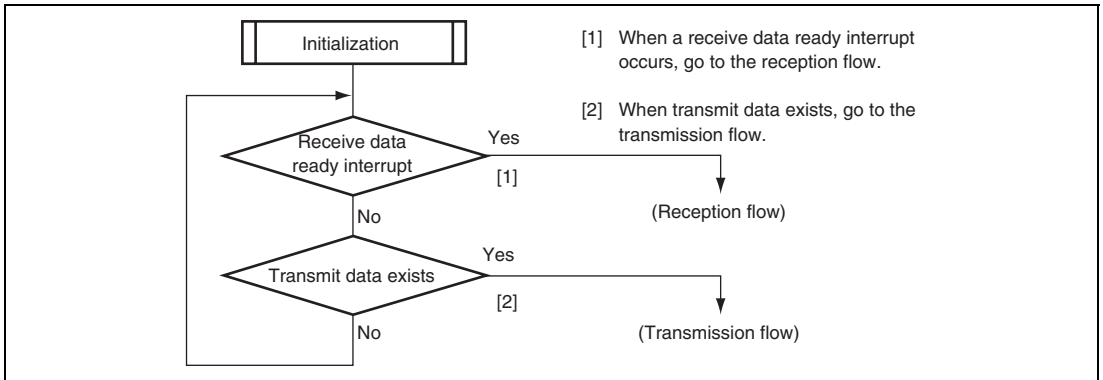 Initialization
[1] When a receive data ready interrupt
occurs, go to the reception flow.
[2] When transmit data exists, go to the
transmission flow.
Receive data
ready interrupt
Yes
[1]
(Reception flow)
No
Transmit data exists
Yes
[2]
(Transmission flow)
No